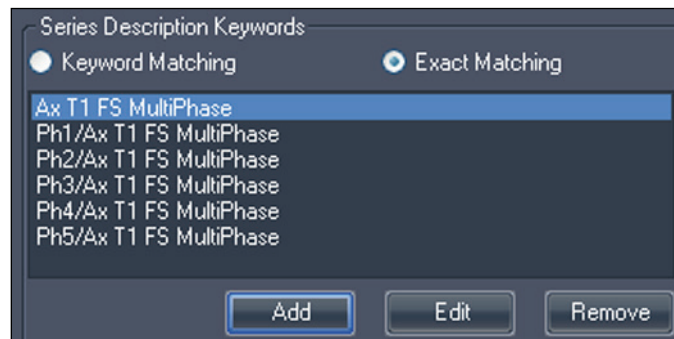 Series Description Keywords
Keyword Matching Exact Matching
Ax T1 FS MultiPhase
Ph1/Ax T1 FS MultiPhase
Ph2/Ax T1 FS MultiPhase
Ph3/Ax T1 FS MultiPhase
Ph4/Ax T1 FS MultiPhase
Ph5/Ax T1 FS MultiPhase
Add Edit Remove